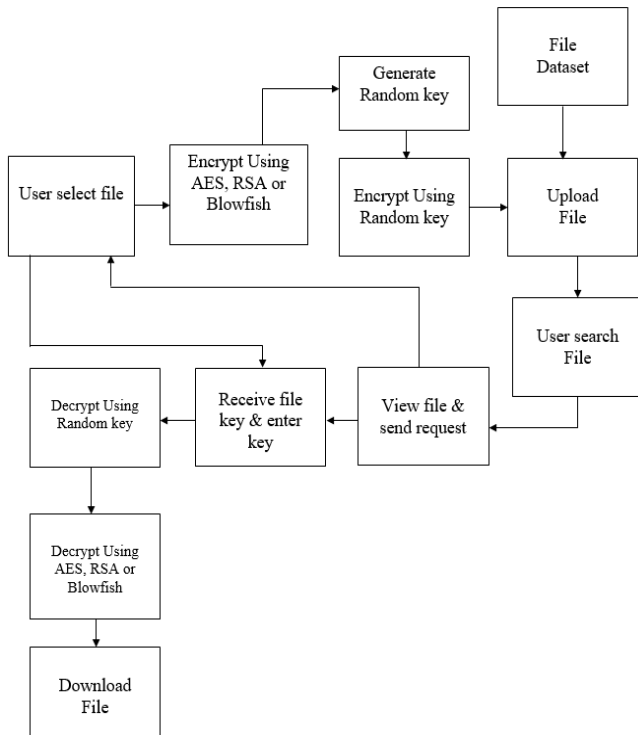 File
Dataset
Generate
Random key
User select file
Encrypt Using
AES, RSA or
Blowfish
Encrypt Using
Random key
Upload
File
User search
File
View file &
send request
Receive file
key & enter
key
Decrypt Using
Random key
Decrypt Using
AES, RSA or
Blowfish
Download
File